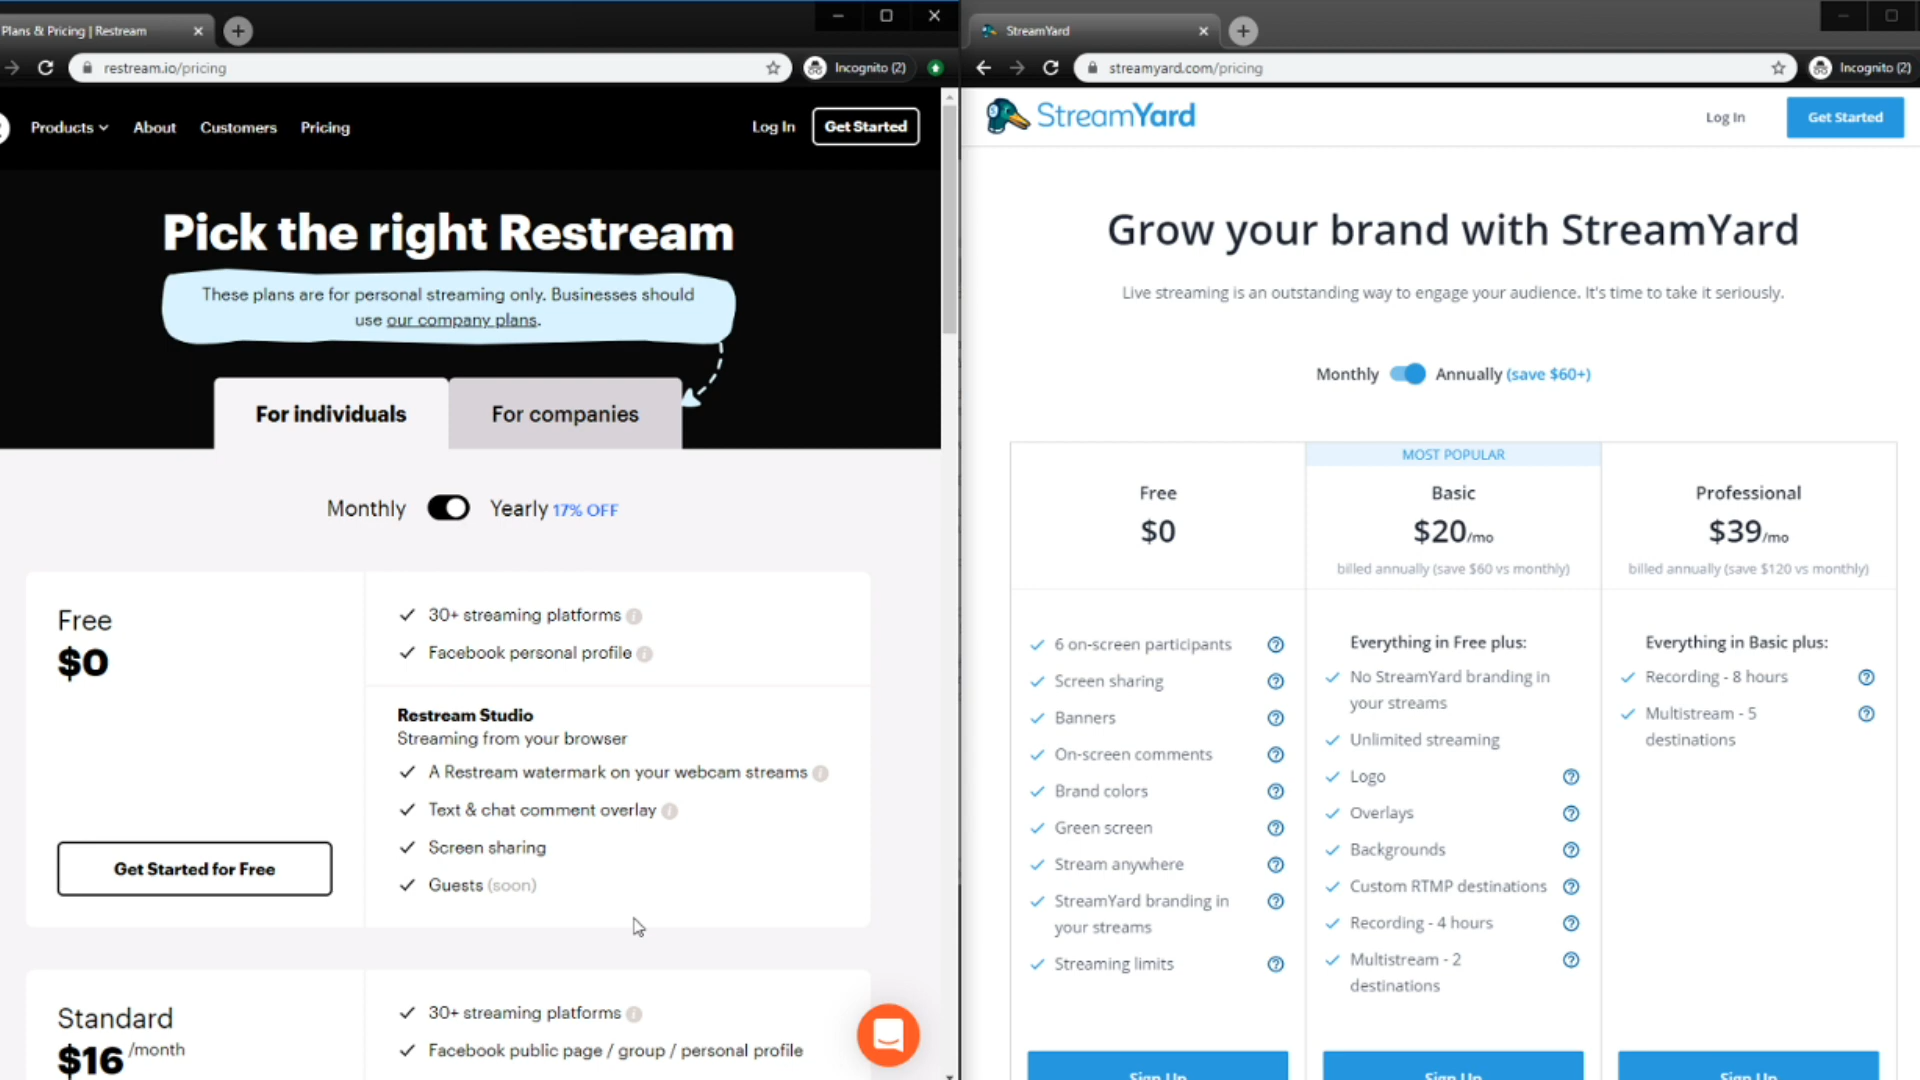 Plans & Pricing | Restream
restream.io/pricing
Incognito (2)
Products
About
Customers
Pricing
Log In
Get Started
Pick the right Restream
These plans are for personal streaming only. Businesses should
use our company plans.
For individuals
For companies
Monthly
Yearly 17% OFF
Free
$0
Get Started for Free
30+ streaming platforms
Facebook personal profile
Restream Studio
Streaming from your browser
A Restream watermark on your webcam streams
Text & chat comment overlay
Screen sharing
Guests (soon)
Standard
$16 /month
30+ streaming platforms
Facebook public page / group / personal profile
StreamYard
streamyard.com/pricing
Incognito (2)
StreamYard
Log In
Get Started
Grow your brand with StreamYard
Live streaming is an outstanding way to engage your audience. It's time to take it seriously.
Monthly
Annually (save $60+)
Free
$0
6 on-screen participants
Screen sharing
Banners
On-screen comments
Brand colors
Green screen
Stream anywhere
StreamYard branding in
your streams
Streaming limits
Sign Up
MOST POPULAR
Basic
$20/mo
billed annually (save $60 vs monthly)
Everything in Free plus:
No StreamYard branding in
your streams
Unlimited streaming
Logo
Overlays
Backgrounds
Custom RTMP destinations
Recording - 4 hours
Multistream - 2
destinations
Sign Up
Professional
$39/mo
billed annually (save $120 vs monthly)
Everything in Basic plus:
Recording - 8 hours
Multistream - 5
destinations
Sign Up